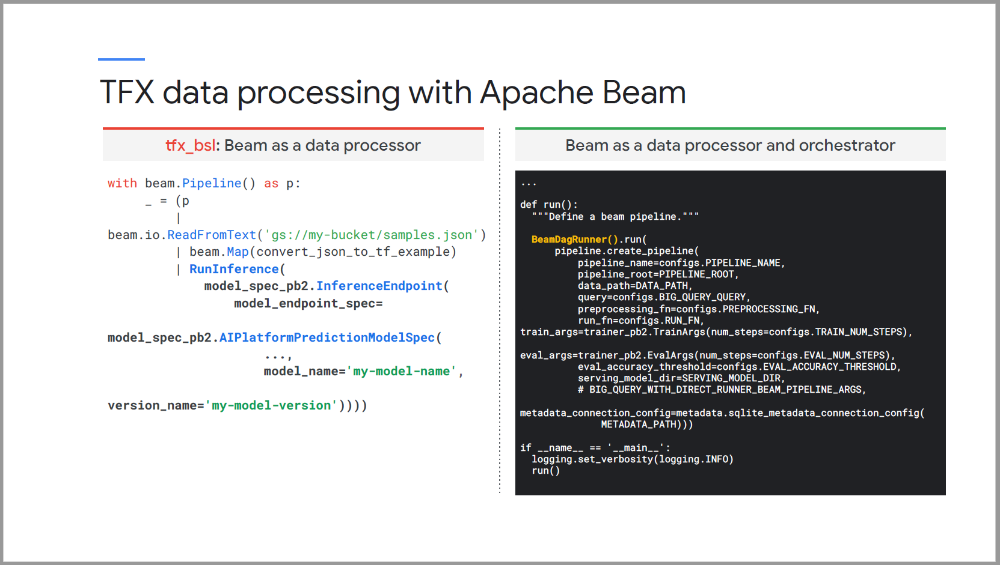 TFX data processing with Apache Beam
tfx_bsl: Beam as a data processor
with beam.Pipeline() as p:
     _ = (p
         |
beam.io.ReadFromText('gs://my-bucket/samples.json')
         | beam.Map(convert_json_to_tf_example)
         | RunInference(
             model_spec_pb2.InferenceEndpoint(
                 model_endpoint_spec=
model_spec_pb2.AIPlatformPredictionModelSpec(
                     ...,
                     model_name='my-model-name',
version_name='my-model-version'))))
Beam as a data processor and orchestrator
...
def run():
  """Define a beam pipeline."""
  BeamDagRunner().run(
      pipeline.create_pipeline(
          pipeline_name=configs.PIPELINE_NAME,
          pipeline_root=PIPELINE_ROOT,
          data_path=DATA_PATH,
          query=configs.BIG_QUERY_QUERY,
          preprocessing_fn=configs.PREPROCESSING_FN,
          run_fn=configs.RUN_FN,
train_args=trainer_pb2.TrainArgs(num_steps=configs.TRAIN_NUM_STEPS),
eval_args=trainer_pb2.EvalArgs(num_steps=configs.EVAL_NUM_STEPS),
          eval_accuracy_threshold=configs.EVAL_ACCURACY_THRESHOLD,
          serving_model_dir=SERVING_MODEL_DIR,
          # BIG_QUERY_WITH_DIRECT_RUNNER_BEAM_PIPELINE_ARGS,
metadata_connection_config=metadata.sqlite_metadata_connection_config(
              METADATA_PATH)))
if __name__ == '__main__':
  logging.set_verbosity(logging.INFO)
  run()